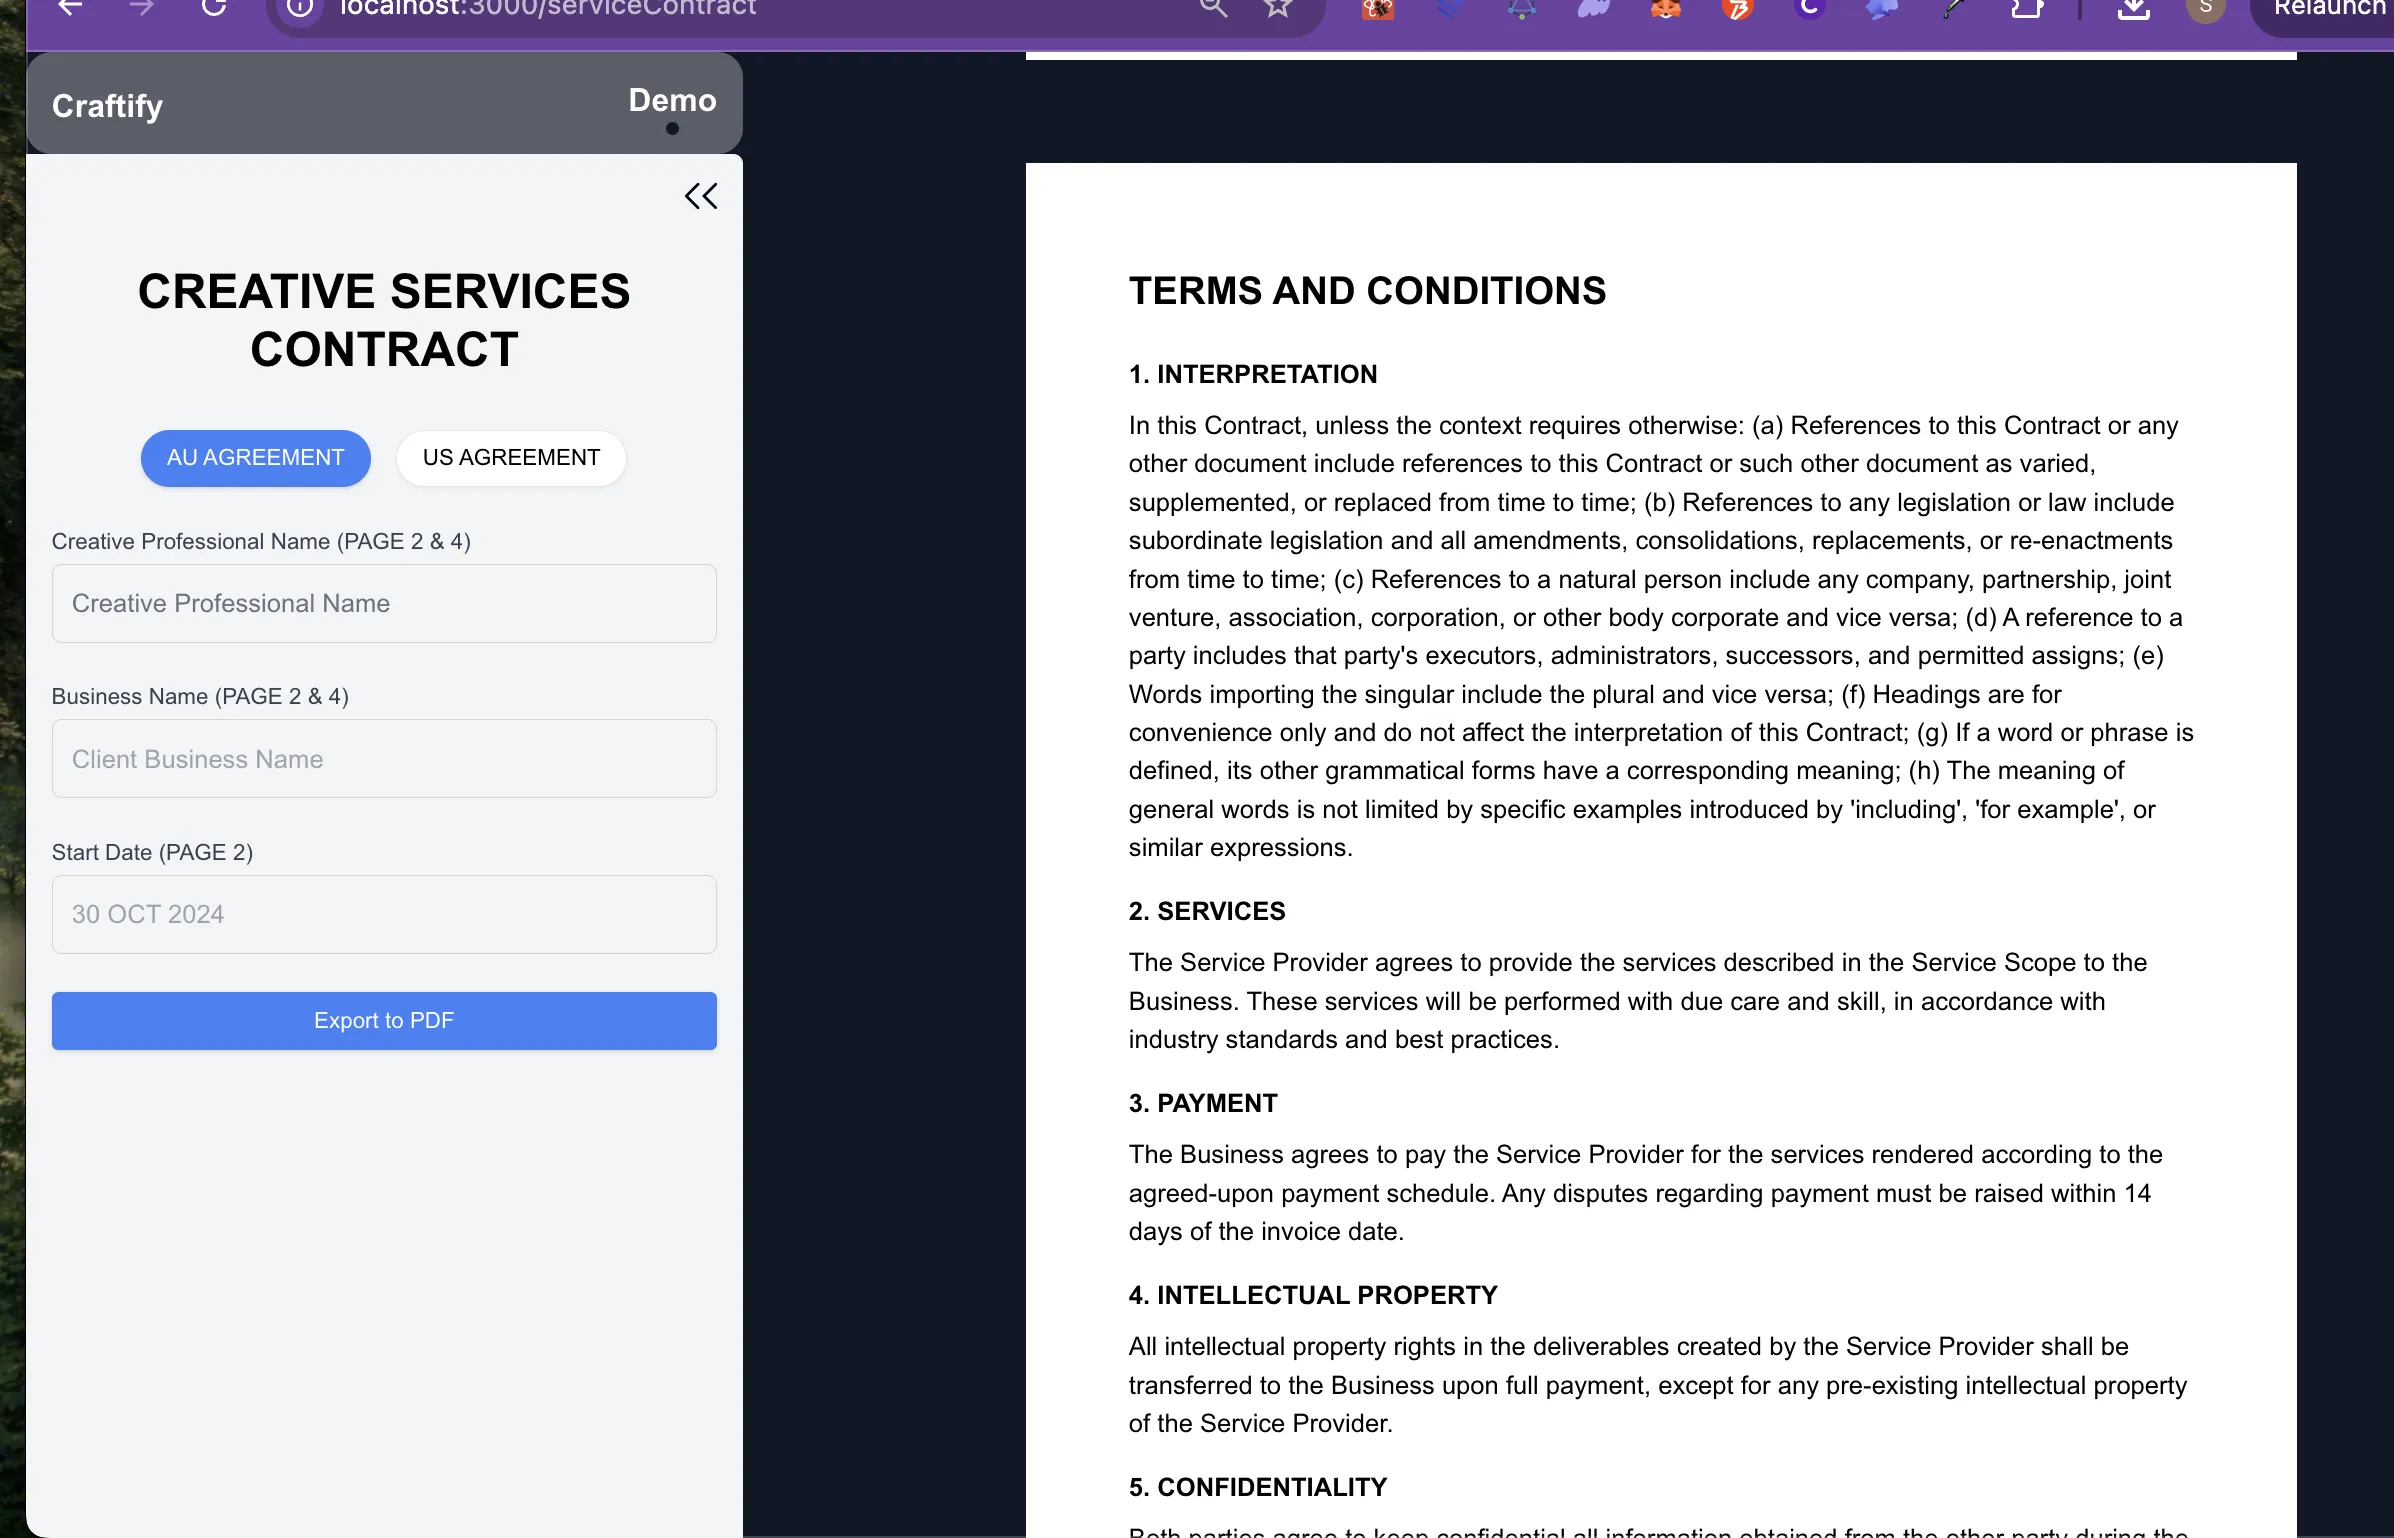 localhost:3000/serviceContract
S
Relaunch
Craftify
Demo
CREATIVE SERVICES
CONTRACT
AU AGREEMENT
US AGREEMENT
Creative Professional Name (PAGE 2 & 4)
Creative Professional Name
Business Name (PAGE 2 & 4)
Client Business Name
Start Date (PAGE 2)
30 OCT 2024
Export to PDF
TERMS AND CONDITIONS
1. INTERPRETATION
In this Contract, unless the context requires otherwise: (a) References to this Contract or any
other document include references to this Contract or such other document as varied,
supplemented, or replaced from time to time; (b) References to any legislation or law include
subordinate legislation and all amendments, consolidations, replacements, or re-enactments
from time to time; (c) References to a natural person include any company, partnership, joint
venture, association, corporation, or other body corporate and vice versa; (d) A reference to a
party includes that party's executors, administrators, successors, and permitted assigns; (e)
Words importing the singular include the plural and vice versa; (f) Headings are for
convenience only and do not affect the interpretation of this Contract; (g) If a word or phrase is
defined, its other grammatical forms have a corresponding meaning; (h) The meaning of
general words is not limited by specific examples introduced by 'including', 'for example', or
similar expressions.
2. SERVICES
The Service Provider agrees to provide the services described in the Service Scope to the
Business. These services will be performed with due care and skill, in accordance with
industry standards and best practices.
3. PAYMENT
The Business agrees to pay the Service Provider for the services rendered according to the
agreed-upon payment schedule. Any disputes regarding payment must be raised within 14
days of the invoice date.
4. INTELLECTUAL PROPERTY
All intellectual property rights in the deliverables created by the Service Provider shall be
transferred to the Business upon full payment, except for any pre-existing intellectual property
of the Service Provider.
5. CONFIDENTIALITY
Both parties agree to keep confidential all information obtained from the other party during the